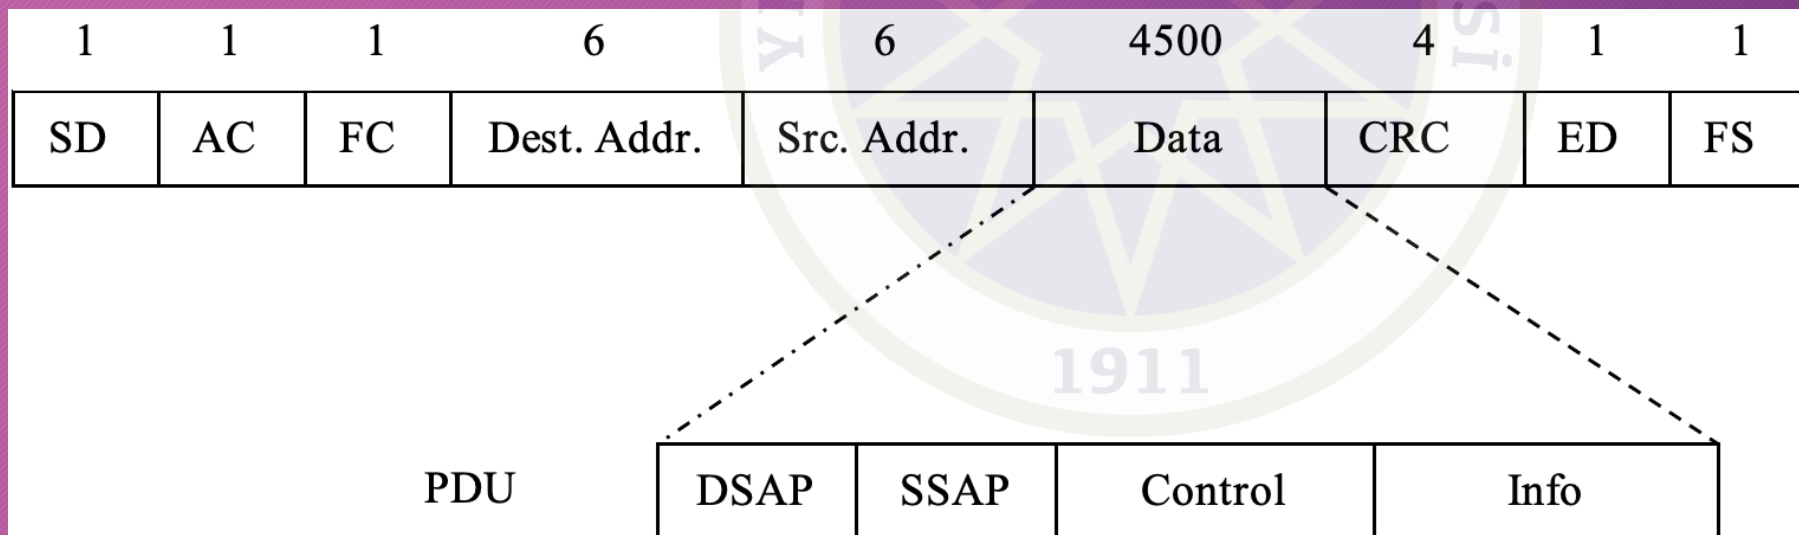 1 1 1 6 6 4500 4 1 1
SD AC FC Dest. Addr. Src. Addr. Data CRC ED FS
1911
PDU DSAP SSAP Control Info